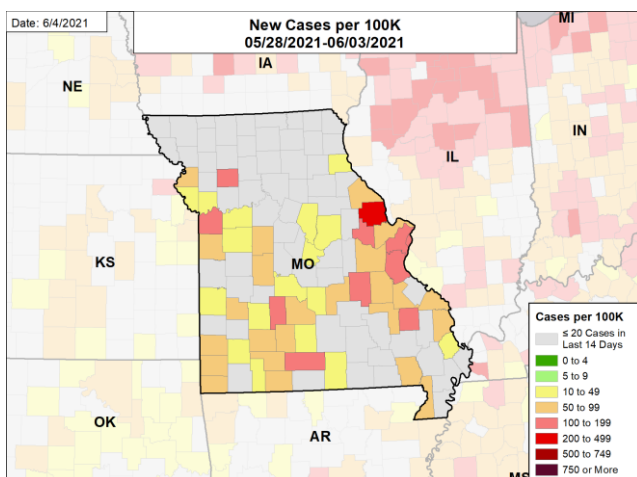 Date: 6/4/2021
New Cases per 100K
05/28/2021-06/03/2021
MI
IA
NE
IL
IN
KS
MO
OK
AR
MS
Cases per 100K
≤ 20 Cases in
Last 14 Days
0 to 4
5 to 9
10 to 49
50 to 99
100 to 199
200 to 499
500 to 749
750 or More